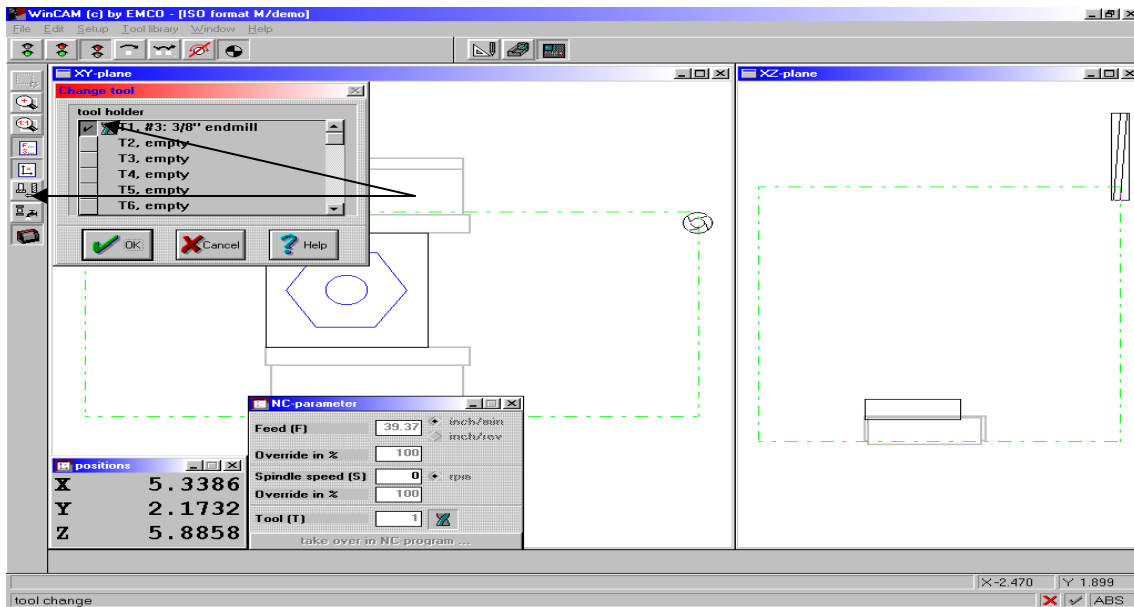 WinCAM (c) by EMCO - [ISO format M/demo]
File Edit Setup Tool library Window Help
XY-plane
XZ-plane
Change tool
tool holder
T1, #3: 3/8'' endmill
T2, empty
T3, empty
T4, empty
T5, empty
T6, empty
OK Cancel Help
NC-parameter
Feed (F) 39.37 inch/min
inch/rev
Override in % 100
Spindle speed (S) 0 rpm
Override in % 100
Tool (T) 1
take over in NC-program ...
positions
X 5.3386
Y 2.1732
Z 5.8858
X-2.470 Y 1.899
tool change ABS